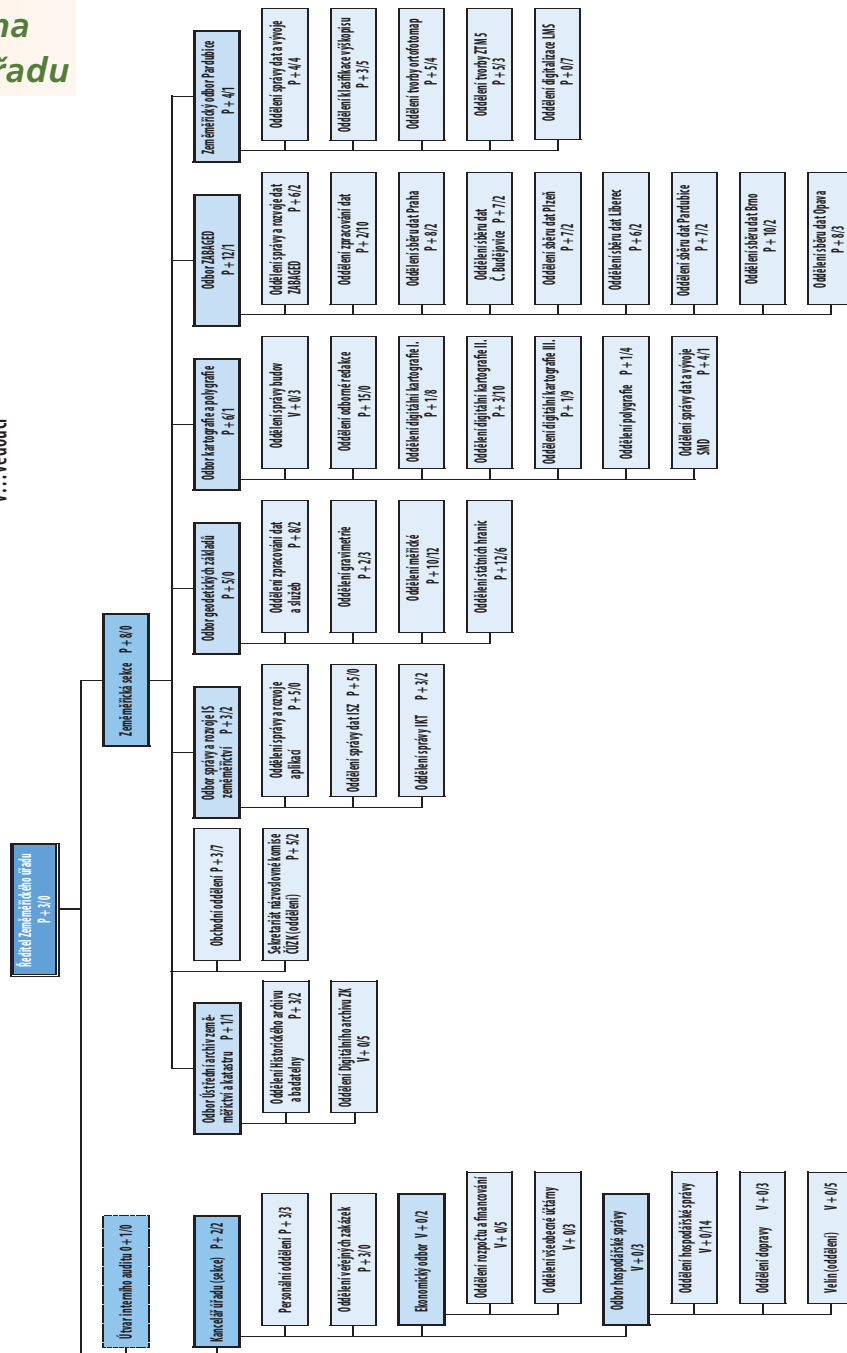 na
řadu
V...vedoucí
Ředitel Zeměměřického úřadu
P + 3/0
Útvar interního auditu 0 + 1/0
Zeměměřická sekce P + 8/0
Kancelář úřadu (sekce) P + 2/2
Personální oddělení P + 3/3
Oddělení veřejných zakázek
P + 3/0
Ekonomický odbor V + 0/2
Oddělení rozpočtu a financování
V + 0/5
Oddělení všeobecné účtárny
V + 0/3
Odbor hospodářské správy
V + 0/3
Oddělení hospodářské správy
V + 0/14
Oddělení dopravy V + 0/3
Velín (oddělení) V + 0/5
Odbor Ústřední archiv země-
měřictví a katastru P + 1/1
Oddělení Historického archivu
a badatelny P + 3/2
Oddělení Digitálního archivu ZK
V + 0/5
Obchodní oddělení P + 3/7
Sekretariát názvoslovné komise
ČÚZK (oddělení) P + 5/2
Odbor správy a rozvoje IS
zeměměřictví P + 3/2
Oddělení správy a rozvoje
aplikací P + 5/0
Oddělení správy dat ISZ P + 5/0
Oddělení správy IKT P + 3/2
Odbor geodetických základů
P + 5/0
Oddělení zpracování dat
a služeb P + 8/2
Oddělení gravimetrie
P + 2/3
Oddělení měřické
P + 10/12
Oddělení státních hranic
P + 12/6
Odbor kartografie a polygrafie
P + 6/1
Oddělení správy budov
V + 0/3
Oddělení odborné redakce
P + 15/0
Oddělení digitální kartografie I.
P + 1/8
Oddělení digitální kartografie II.
P + 3/10
Oddělení digitální kartografie III.
P + 1/9
Oddělení polygrafie P + 1/4
Oddělení správy dat a vývoje
SMD P + 4/1
Odbor ZABAGED
P + 12/1
Oddělení správy a rozvoje dat
ZABAGED P + 6/2
Oddělení zpracování dat
P + 2/10
Oddělení sběru dat Praha
P + 8/2
Oddělení sběru dat
Č. Budějovice P + 7/2
Oddělení sběru dat Plzeň
P + 7/2
Oddělení sběru dat Liberec
P + 6/2
Oddělení sběru dat Pardubice
P + 7/2
Oddělení sběru dat Brno
P + 10/2
Oddělení sběru dat Opava
P + 8/3
Zeměměřický odbor Pardubice
P + 4/1
Oddělení správy dat a vývoje
P + 4/4
Oddělení klasifikace výškopisu
P + 3/5
Oddělení tvorby ortofotomap
P + 5/4
Oddělení tvorby ZTM 5
P + 5/3
Oddělení digitalizace LMS
P + 0/7